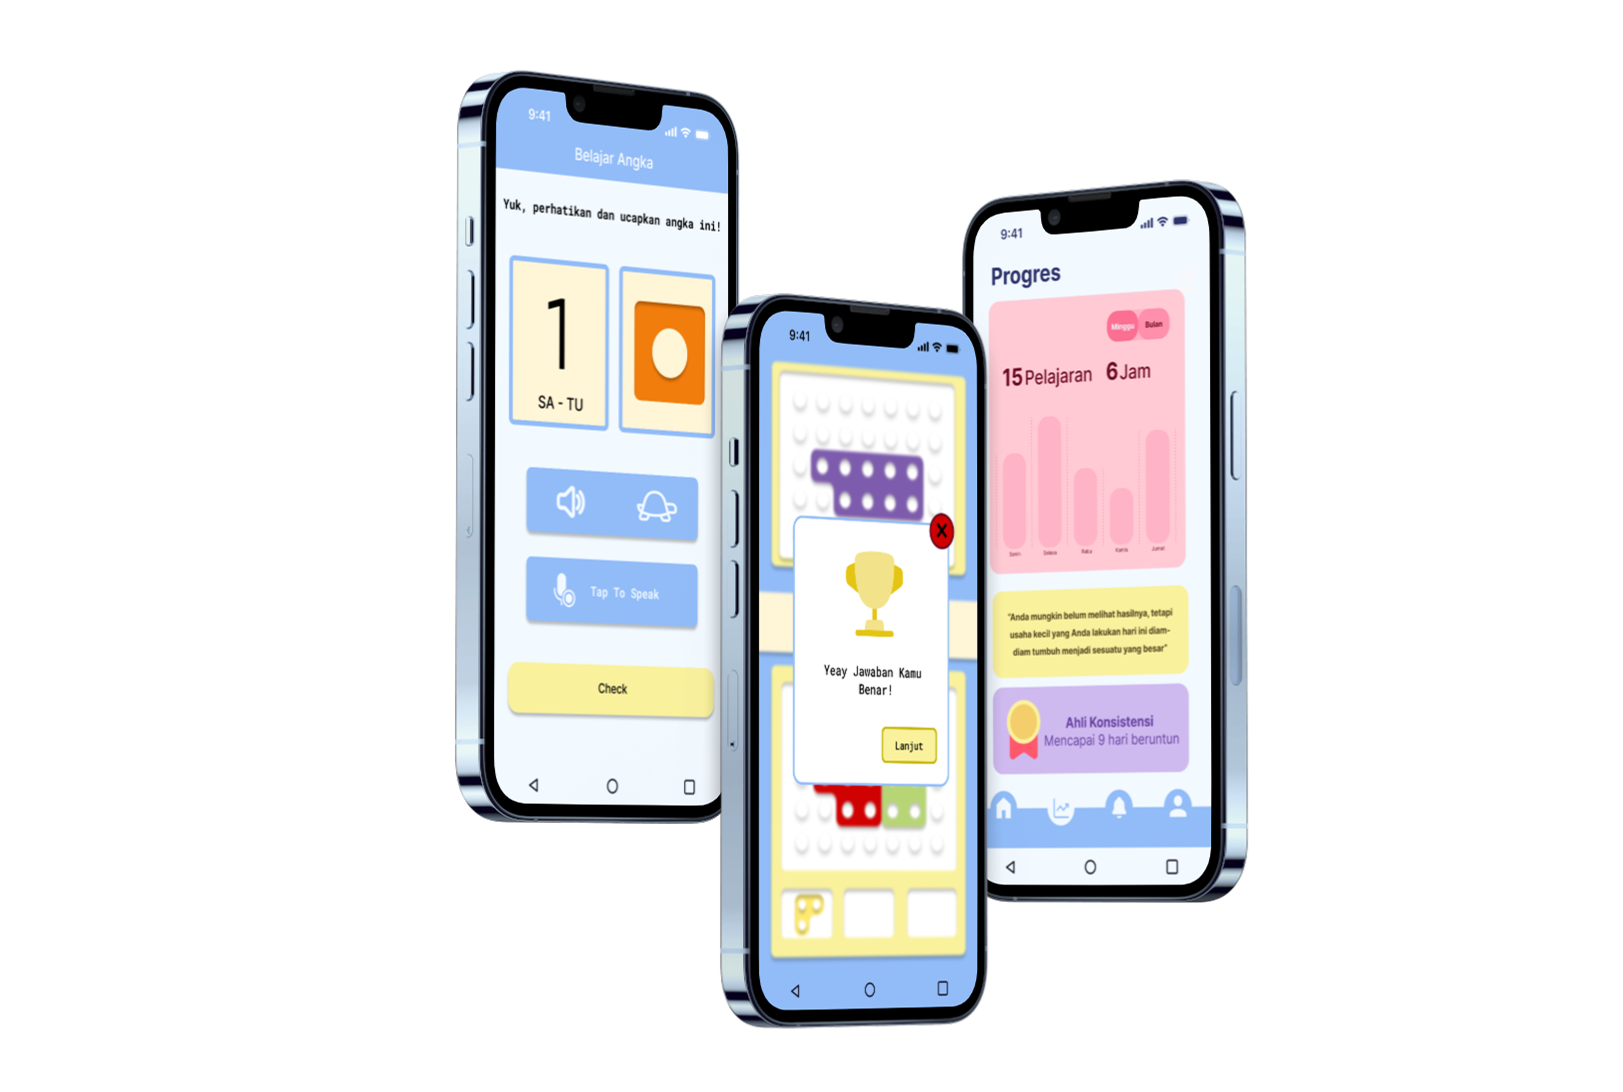 9:41
Belajar Angka
Yuk, perhatikan dan ucapkan angka ini!
1
SA - TU
Tap To Speak
Check
9:41
X
Yeay Jawaban Kamu
Benar!
Lanjut
9:41
Progres
Minggu Bulan
15 Pelajaran 6 Jam
Senin Selasa Rabu Kamis Jumat
"Anda mungkin belum melihat hasilnya, tetapi
usaha kecil yang Anda lakukan hari ini diam-
diam tumbuh menjadi sesuatu yang besar"
Ahli Konsistensi
Mencapai 9 hari beruntun